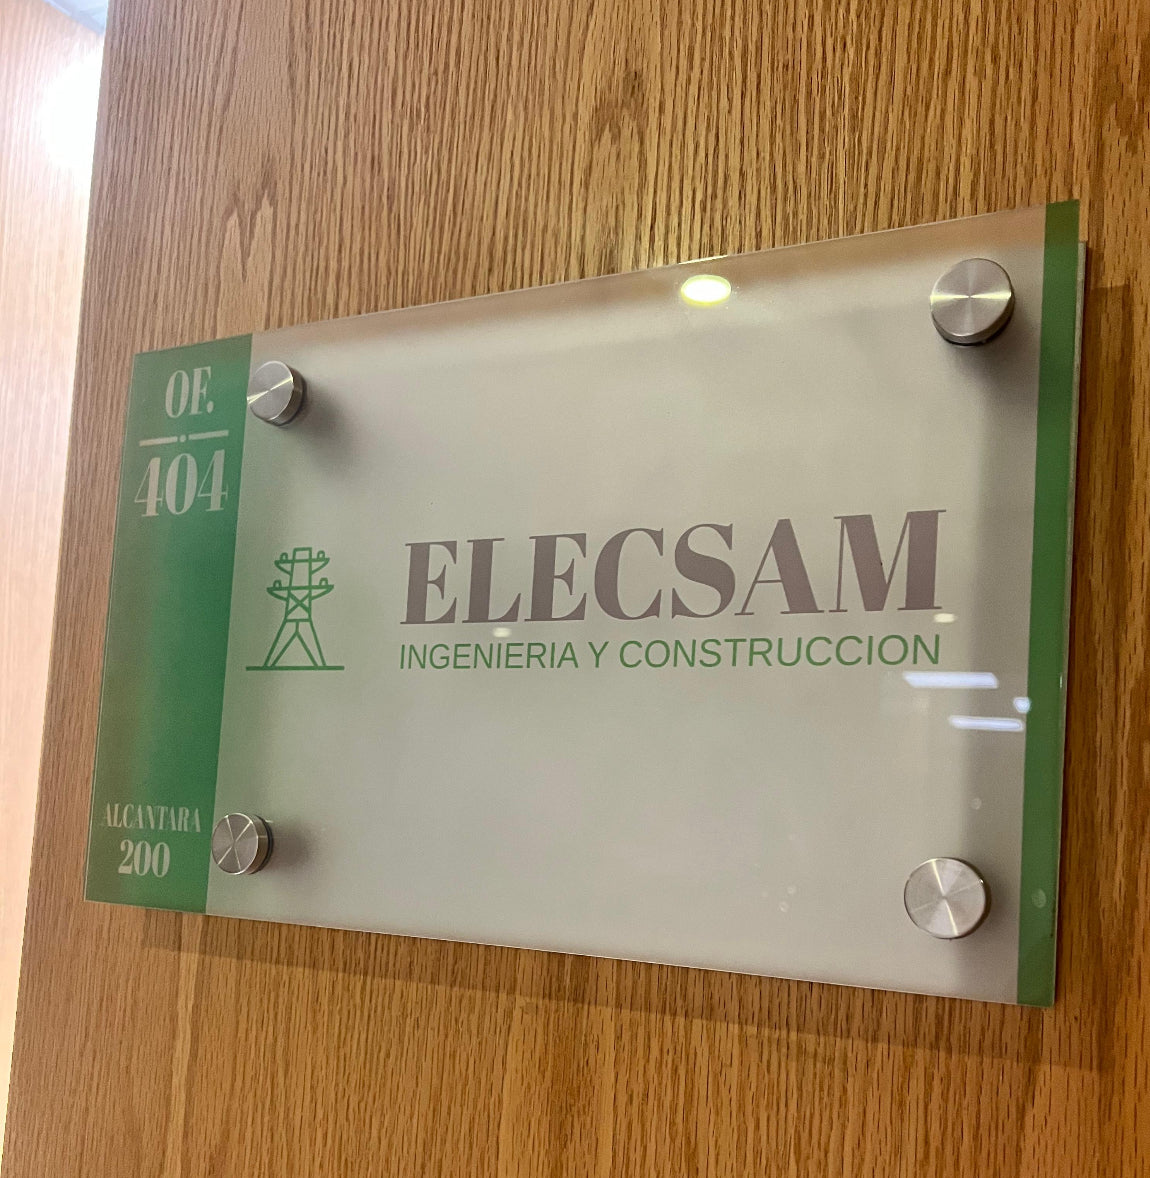 OF.
404
ELECSAM
INGENIERIA Y CONSTRUCCION
ALCANTARA
200